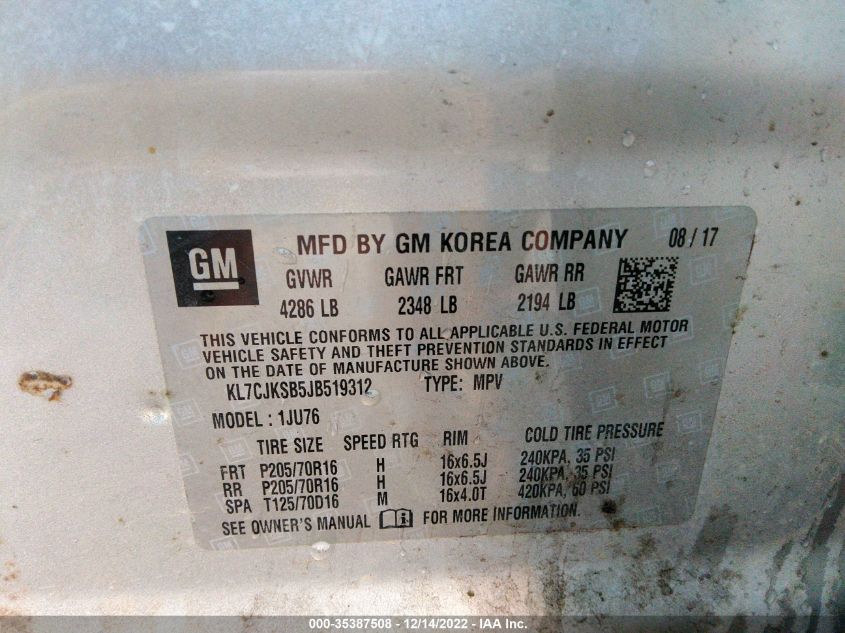 GM
MFD BY GM KOREA COMPANY 08 / 17
GVWR GAWR FRT GAWR RR
4286 LB 2348 LB 2194 LB
THIS VEHICLE CONFORMS TO ALL APPLICABLE U.S. FEDERAL MOTOR
VEHICLE SAFETY AND THEFT PREVENTION STANDARDS IN EFFECT
ON THE DATE OF MANUFACTURE SHOWN ABOVE.
KL7CJKSB5JB519312 TYPE: MPV
MODEL : 1JU76
TIRE SIZE SPEED RTG RIM COLD TIRE PRESSURE
FRT P205/70R16 H 16x6.5J 240KPA, 35 PSI
RR P205/70R16 H 16x6.5J 240KPA, 35 PSI
SPA T125/70D16 M 16x4.0T 420KPA, 60 PSI
SEE OWNER'S MANUAL FOR MORE INFORMATION.
000-35387508 - 12/14/2022 - IAA Inc.